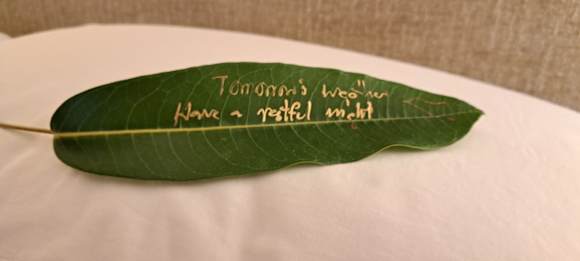 Tomorrow's
Have a restful night